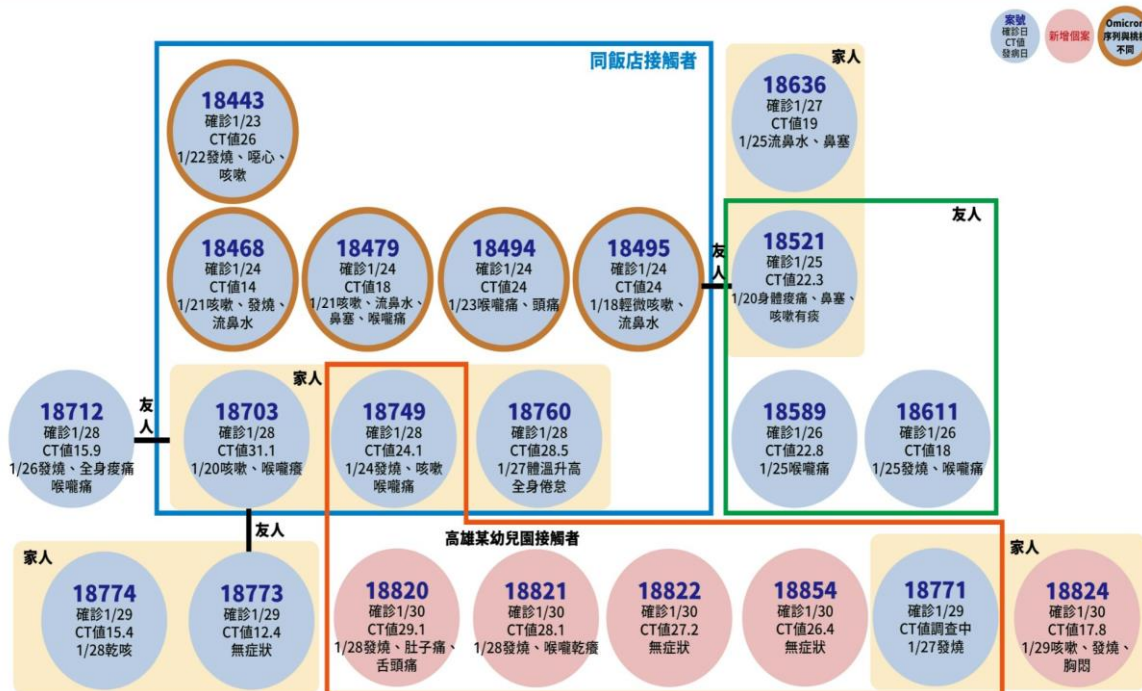 案號
確診日
CT值
發病日
新增個案
Omicron
不同
同飯店接觸者
家人
18443
確診1/23
CT值26
1/22發燒、噁心、
咳嗽
18636
確診1/27
CT值19
1/25流鼻水、鼻塞
友人
18468
確診1/24
CT值14
1/21咳嗽、發燒、
流鼻水
18479
確診1/24
CT值18
1/21咳嗽、流鼻水、
鼻塞、喉嚨痛
18494
確診1/24
CT值24
1/23喉嚨痛、頭痛
18495
確診1/24
CT值24
1/18輕微咳嗽、
流鼻水
友人
18521
確診1/25
CT值22.3
1/20身體痠痛、鼻塞、
咳嗽有痰
家人
18712
確診1/28
CT值15.9
1/26發燒、全身痠痛
喉嚨痛
友人
18703
確診1/28
CT值31.1
1/20咳嗽、喉嚨癢
18749
確診1/28
CT值24.1
1/24發燒、咳嗽
喉嚨痛
18760
確診1/28
CT值28.5
1/27體溫升高
全身倦怠
18589
確診1/26
CT值22.8
1/25喉嚨痛
18611
確診1/26
CT值18
1/25發燒、喉嚨痛
友人
高雄某幼兒園接觸者
家人
家人
18774
確診1/29
CT值15.4
1/28乾咳
18773
確診1/29
CT值12.4
無症狀
18820
確診1/30
CT值29.1
1/28發燒、肚子痛、
舌頭痛
18821
確診1/30
CT值28.1
1/28發燒、喉嚨乾癢
18822
確診1/30
CT值27.2
無症狀
18854
確診1/30
CT值26.4
無症狀
18771
確診1/29
CT值調查中
1/27發燒
18824
確診1/30
CT值17.8
1/29咳嗽、發燒、
胸悶